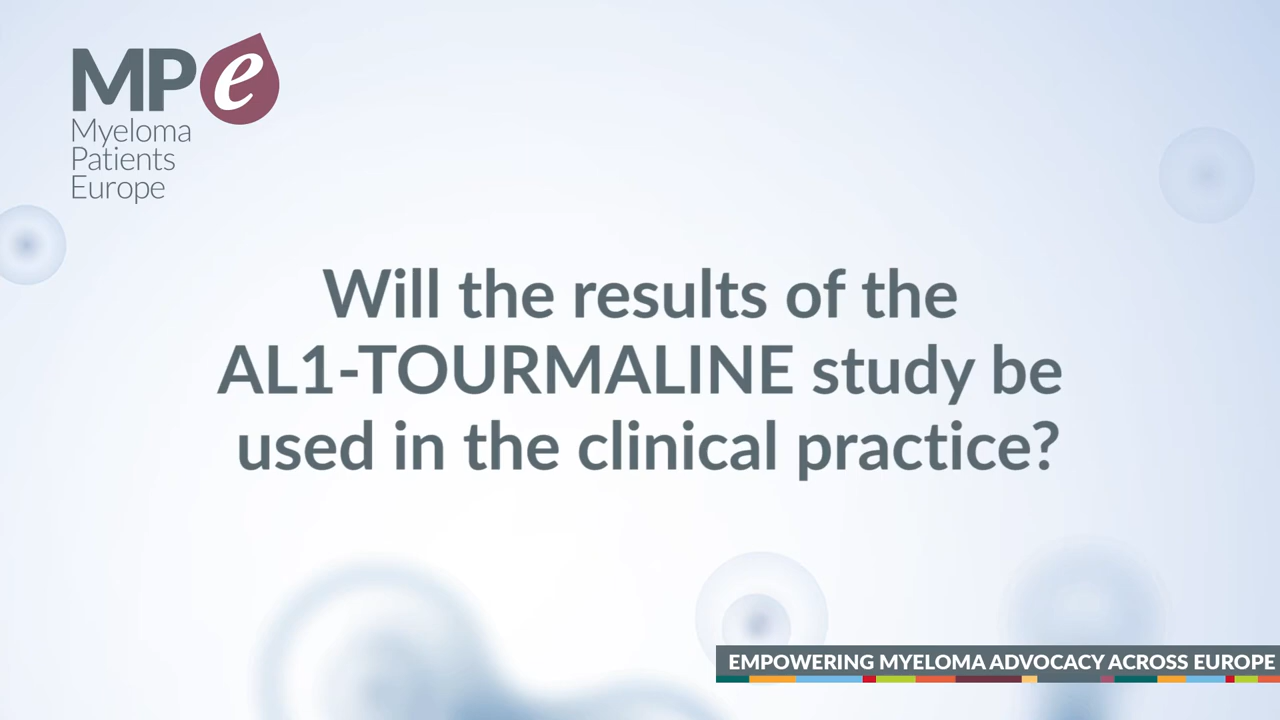 MPe
Myeloma
Patients
Europe
Will the results of the
AL1-TOURMALINE study be
used in the clinical practice?
EMPOWERING MYELOMA ADVOCACY ACROSS EUROPE